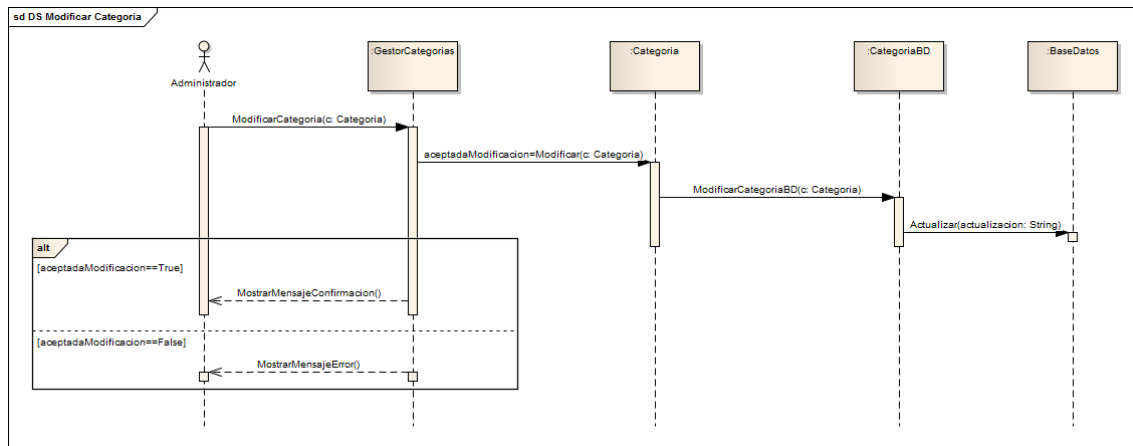 sd DS Modificar Categoria
:GestorCategorias
:Categoria
:CategoriaBD
:BaseDatos
Administrador
ModificarCategoria(c: Categoria)
aceptadaModificacion=Modificar(c: Categoria)
ModificarCategoriaBD(c: Categoria)
Actualizar(actualizacion: String)
alt
[aceptadaModificacion==True]
MostrarMensajeConfirmacion()
[aceptadaModificacion==False]
MostrarMensajeError()